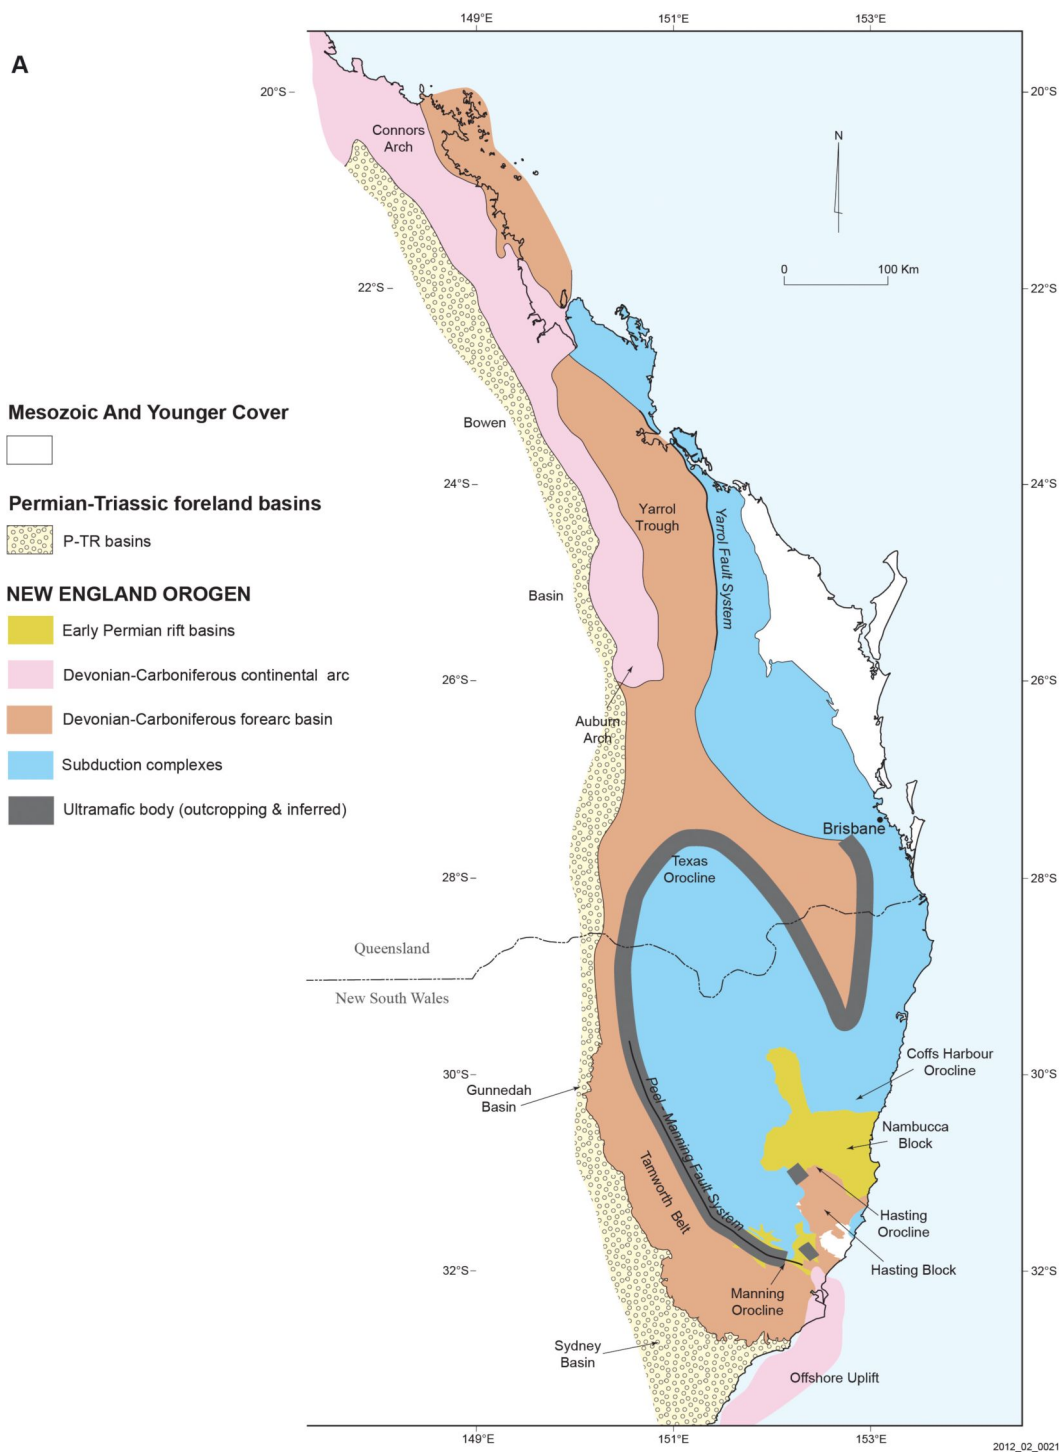 149°E
151°E
153°E
A
20°S
20°S
Connors
Arch
N
0
100 Km
22°S
22°S
Mesozoic And Younger Cover
Bowen
Permian-Triassic foreland basins
24°S
24°S
Yarrol
Trough
Yarrol Fault System
P-TR basins
NEW ENGLAND OROGEN
Basin
Early Permian rift basins
Devonian-Carboniferous continental arc
26°S
26°S
Devonian-Carboniferous forearc basin
Auburn
Arch
Subduction complexes
Ultramafic body (outcropping & inferred)
Brisbane
Texas
Orocline
28°S
28°S
Queensland
New South Wales
Coffs Harbour
Orocline
30°S
30°S
Gunnedah
Basin
Peel - Manning Fault System
Nambucca
Block
Tamworth Belt
Hasting
Orocline
Hasting Block
32°S
32°S
Manning
Orocline
Sydney
Basin
Offshore Uplift
149°E
151°E
153°E
2012_02_0021